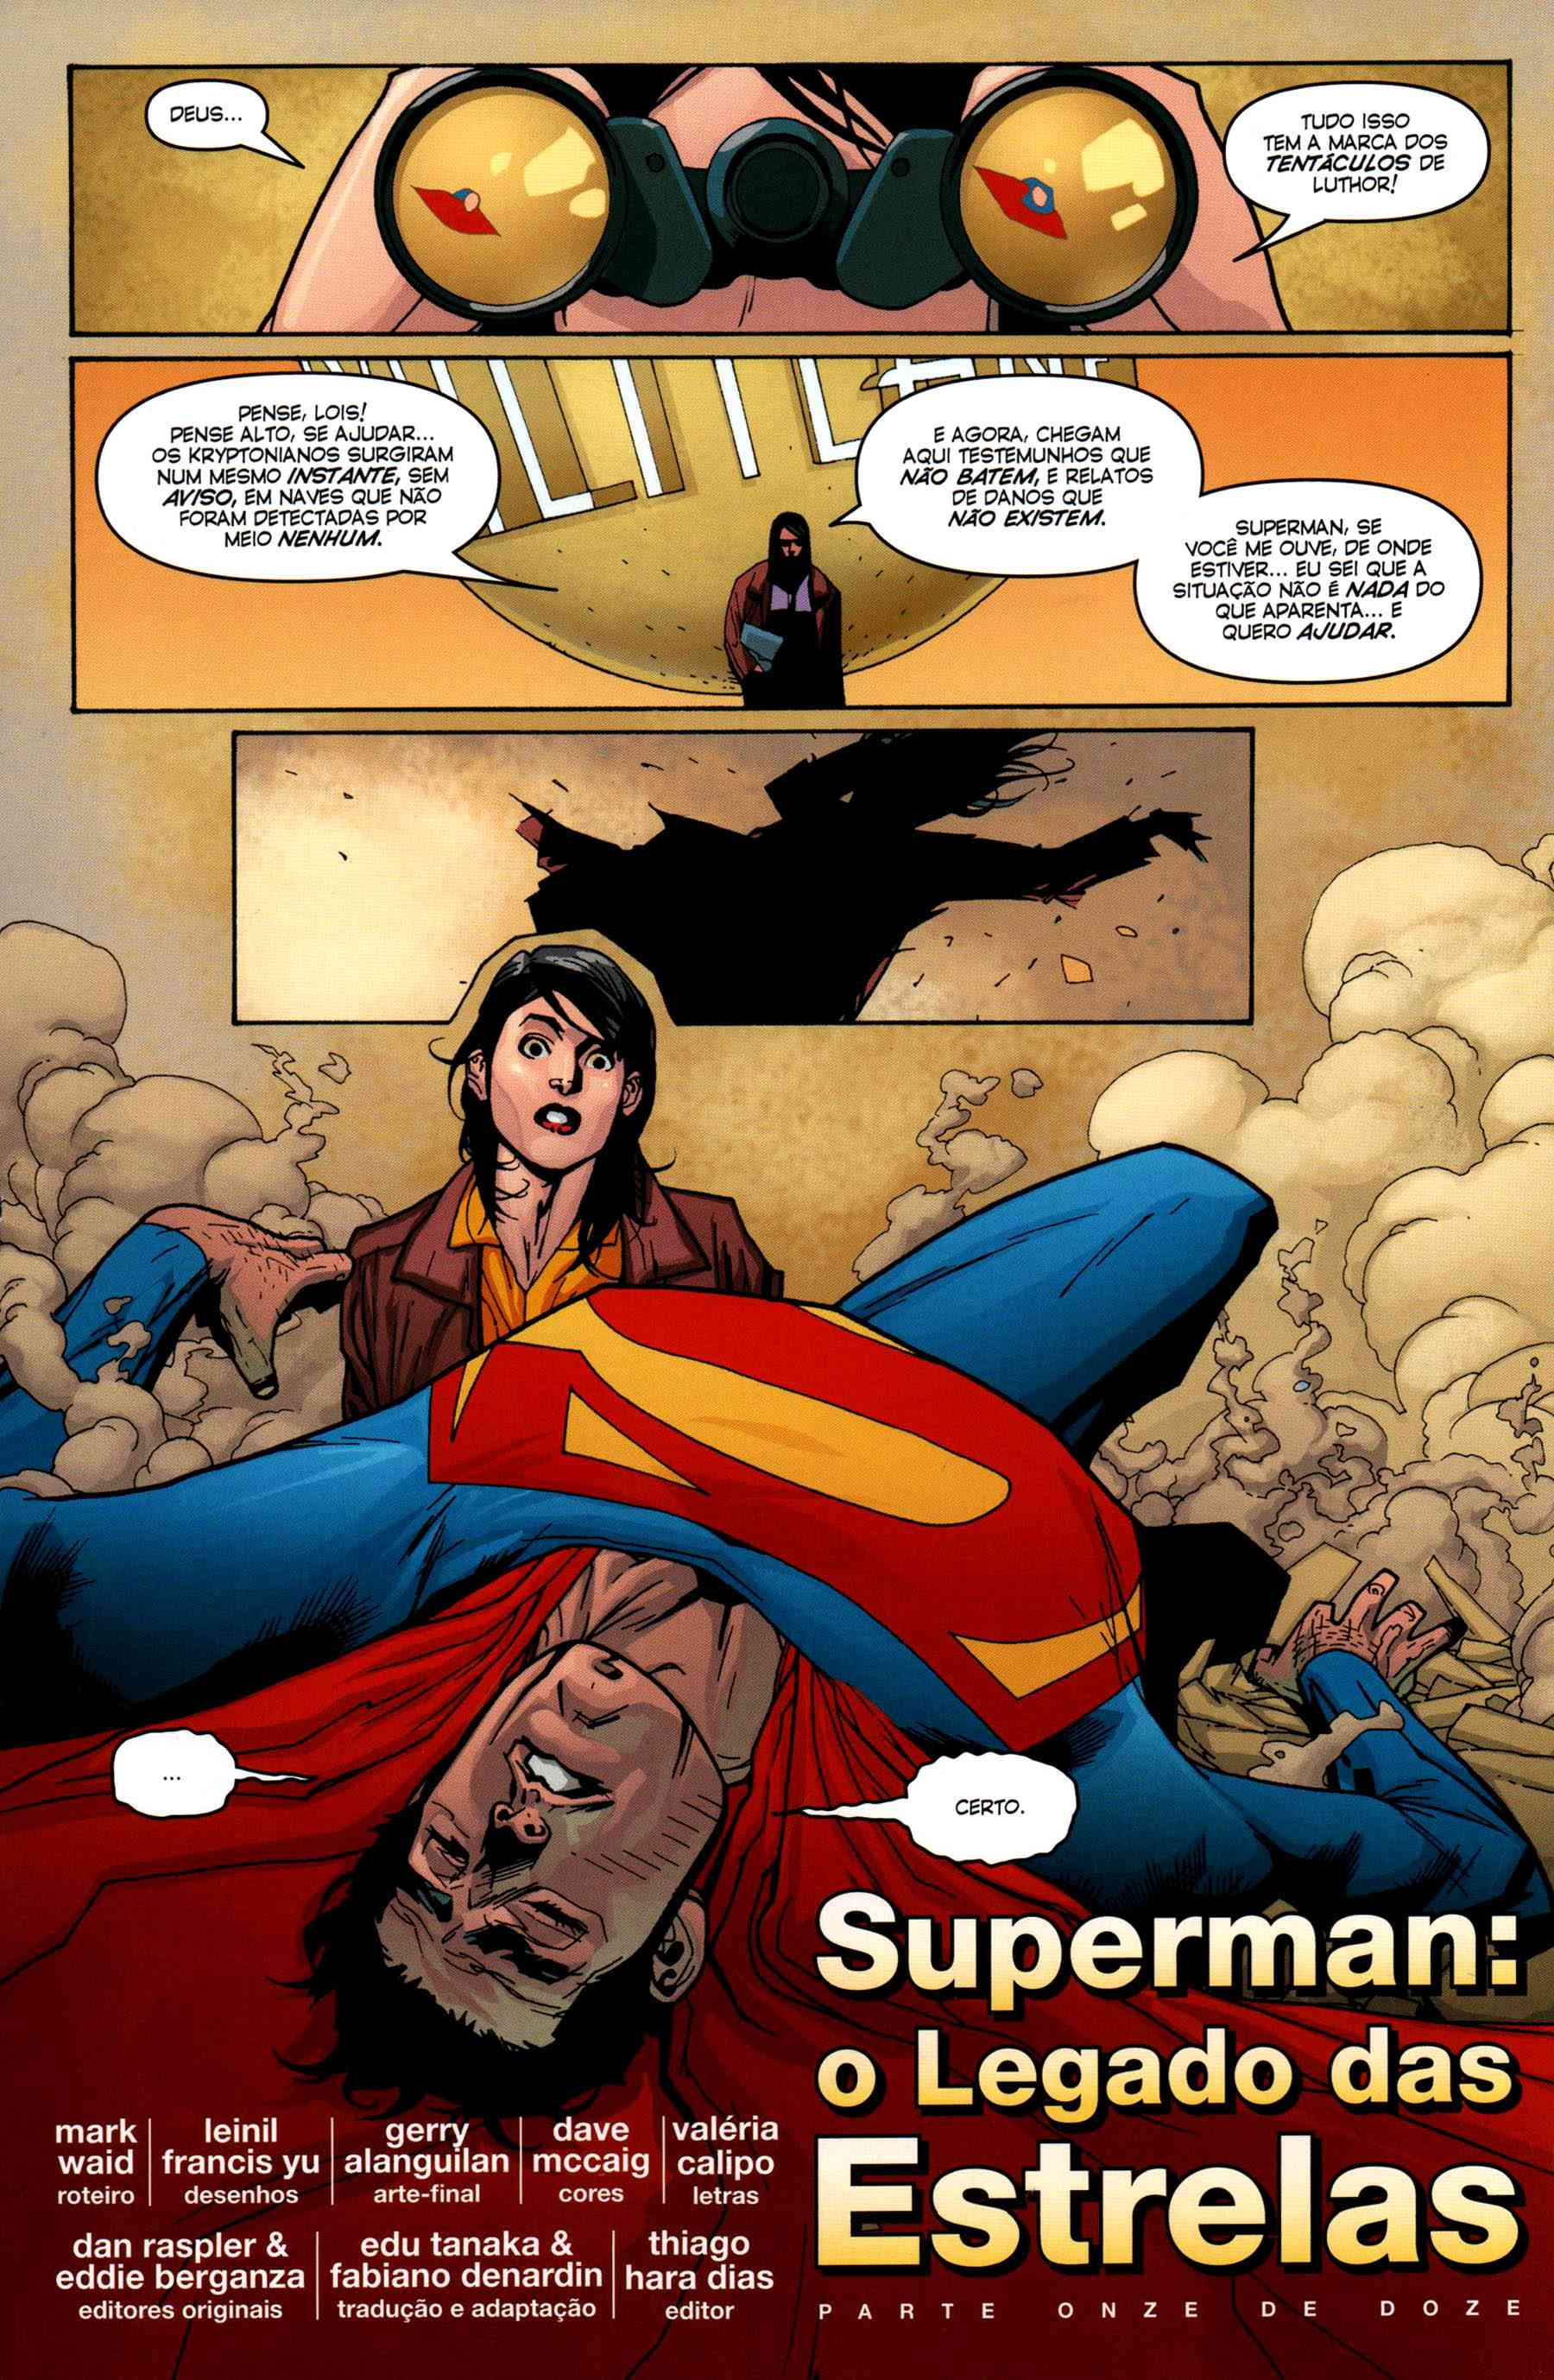 DEUS...
TUDO ISSO
TEM A MARCA DOS
TENTÁCULOS DE
LUTHOR!
PENSE, LOIS!
PENSE ALTO, SE AJUDAR...
OS KRYPTONIANOS SURGIRAM
NUM MESMO INSTANTE, SEM
AVISO, EM NAVES QUE NÃO
FORAM DETECTADAS POR
MEIO NENHUM.
E AGORA, CHEGAM
AQUI TESTEMUNHOS QUE
NÃO BATEM, E RELATOS
DE DANOS QUE
NÃO EXISTEM.
SUPERMAN, SE
VOCÊ ME OUVE, DE ONDE
ESTIVER... EU SEI QUE A
SITUAÇÃO NÃO É NADA DO
QUE APARENTA... E
QUERO AJUDAR.
...
CERTO.
Superman:
o Legado das
Estrelas
PARTE ONZE DE DOZE
mark
waid
roteiro
leinil
francis yu
desenhos
gerry
alanguilan
arte-final
dave
mccaig
cores
valéria
calipo
letras
dan raspler &
eddie berganza
editores originais
edu tanaka &
fabiano denardin
tradução e adaptação
thiago
hara dias
editor